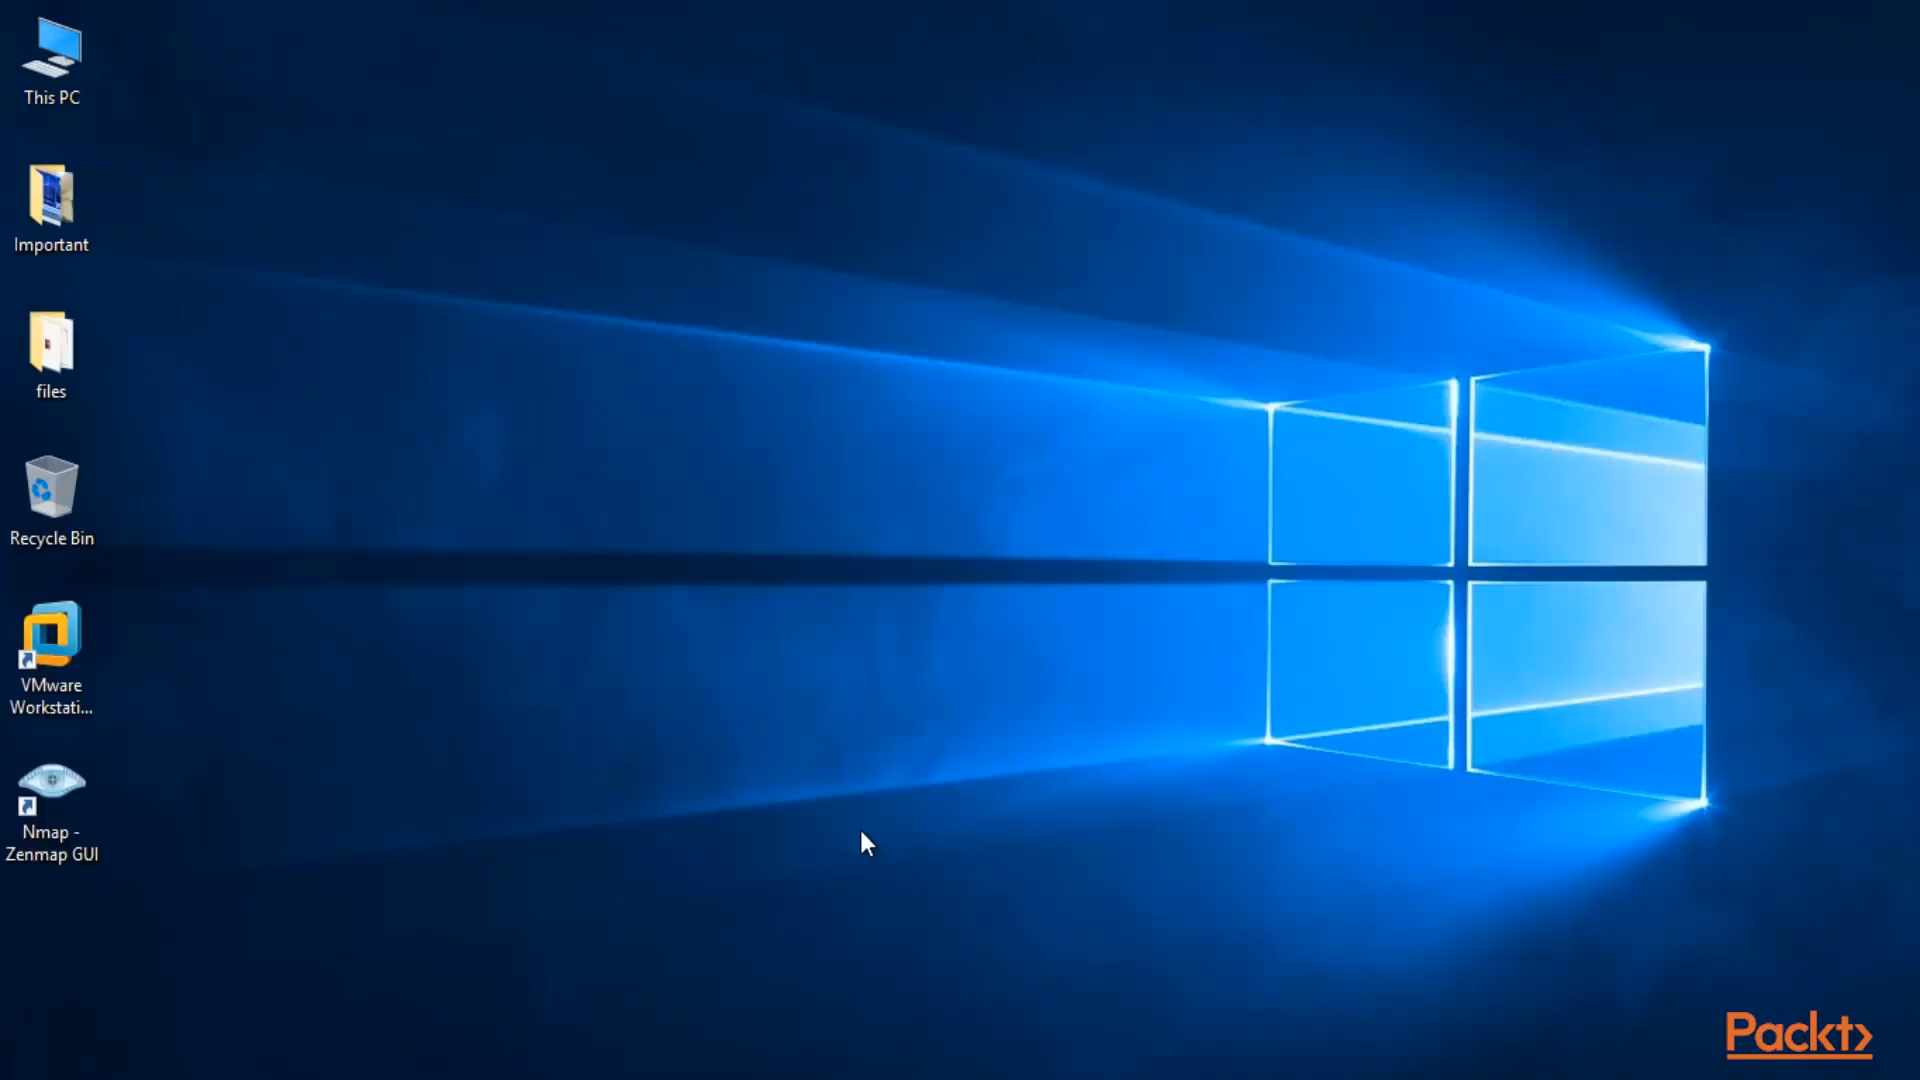 This PC
Important
files
Recycle Bin
VMware
Workstati...
Nmap -
Zenmap GUI
Packt>